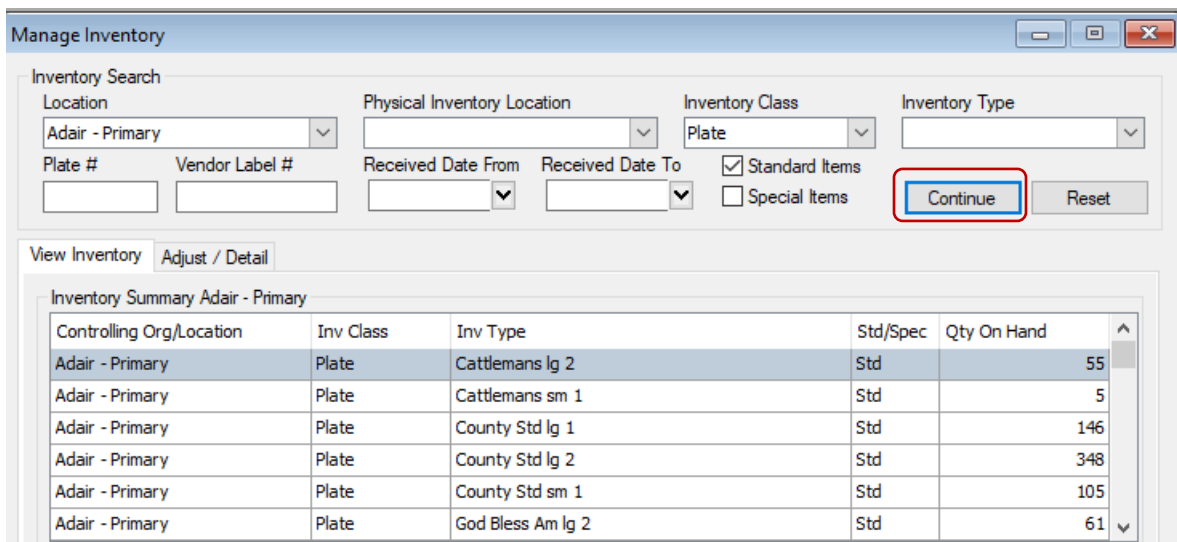 Manage Inventory
Inventory Search
Location Physical Inventory Location Inventory Class Inventory Type
Adair - Primary Plate
Plate # Vendor Label # Received Date From Received Date To Standard Items
Special Items Continue Reset
View Inventory Adjust / Detail
Inventory Summary Adair - Primary
Controlling Org/Location Inv Class Inv Type Std/Spec Qty On Hand
Adair - Primary Plate Cattlemans lg 2 Std 55
Adair - Primary Plate Cattlemans sm 1 Std 5
Adair - Primary Plate County Std lg 1 Std 146
Adair - Primary Plate County Std lg 2 Std 348
Adair - Primary Plate County Std sm 1 Std 105
Adair - Primary Plate God Bless Am lg 2 Std 61